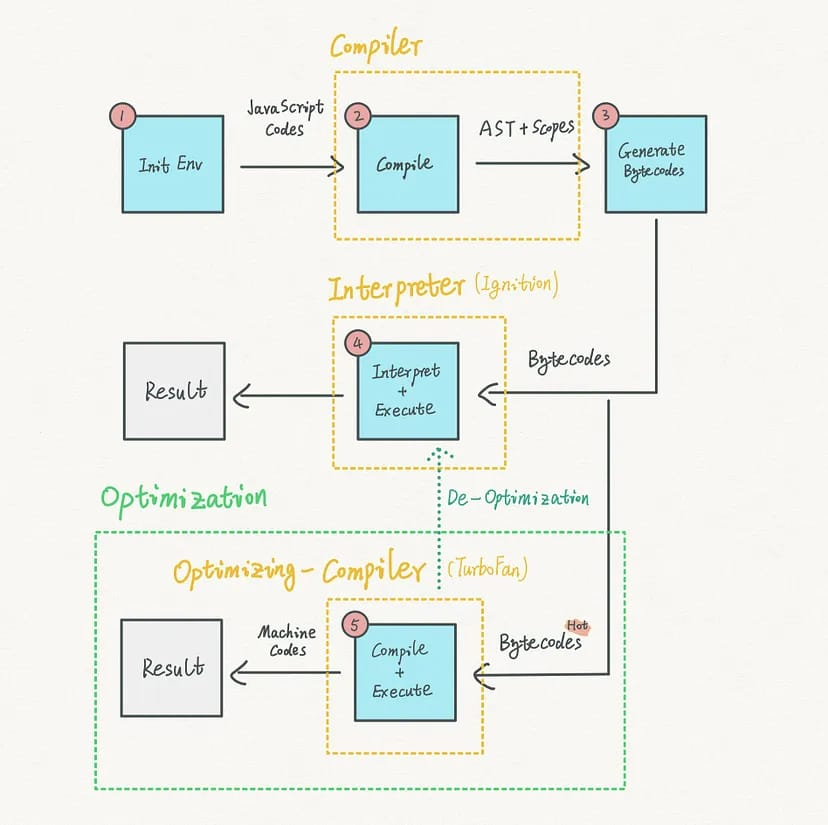 Compiler
1
Init Env
JavaScript
Codes
2
Compile
AST + Scopes
3
Generate
Bytecodes
Interpreter (Ignition)
Result
4
Interpret
+
Execute
Bytecodes
Optimization
De-Optimization
Optimizing-Compiler (TurboFan)
Result
Machine
Codes
5
Compile
+
Execute
Hot
Bytecodes